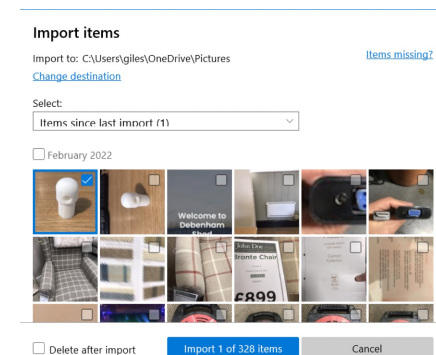 Import items
Import to: C:\Users\giles\OneDrive\Pictures
Items missing?
Change destination
Select:
Items since last import (1)
February 2022
Welcome to
Debenham
Shed
John Doe
Bronte Chair
£899
Delete after import
Import 1 of 328 items
Cancel